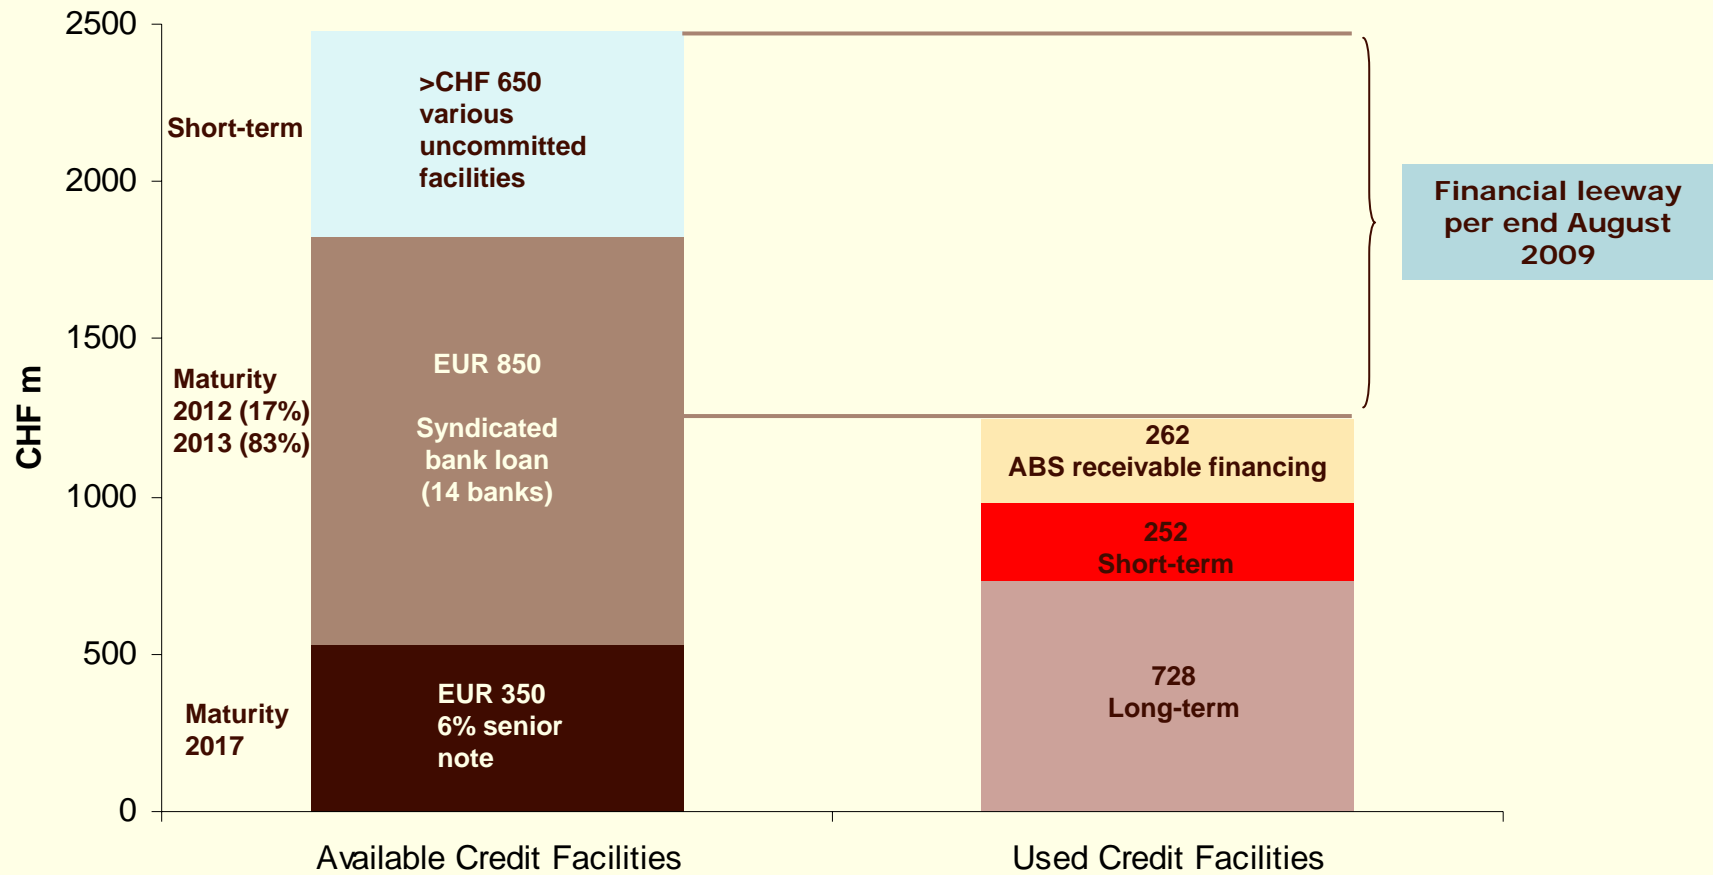 2500
2000
1500
1000
500
0
CHF m
Short-term
Maturity
2012 (17%)
2013 (83%)
Maturity
2017
>CHF 650
various
uncommitted
facilities
EUR 850
Syndicated
bank loan
(14 banks)
EUR 350
6% senior
note
262
ABS receivable financing
252
Short-term
728
Long-term
Financial leeway
per end August
2009
Available Credit Facilities
Used Credit Facilities